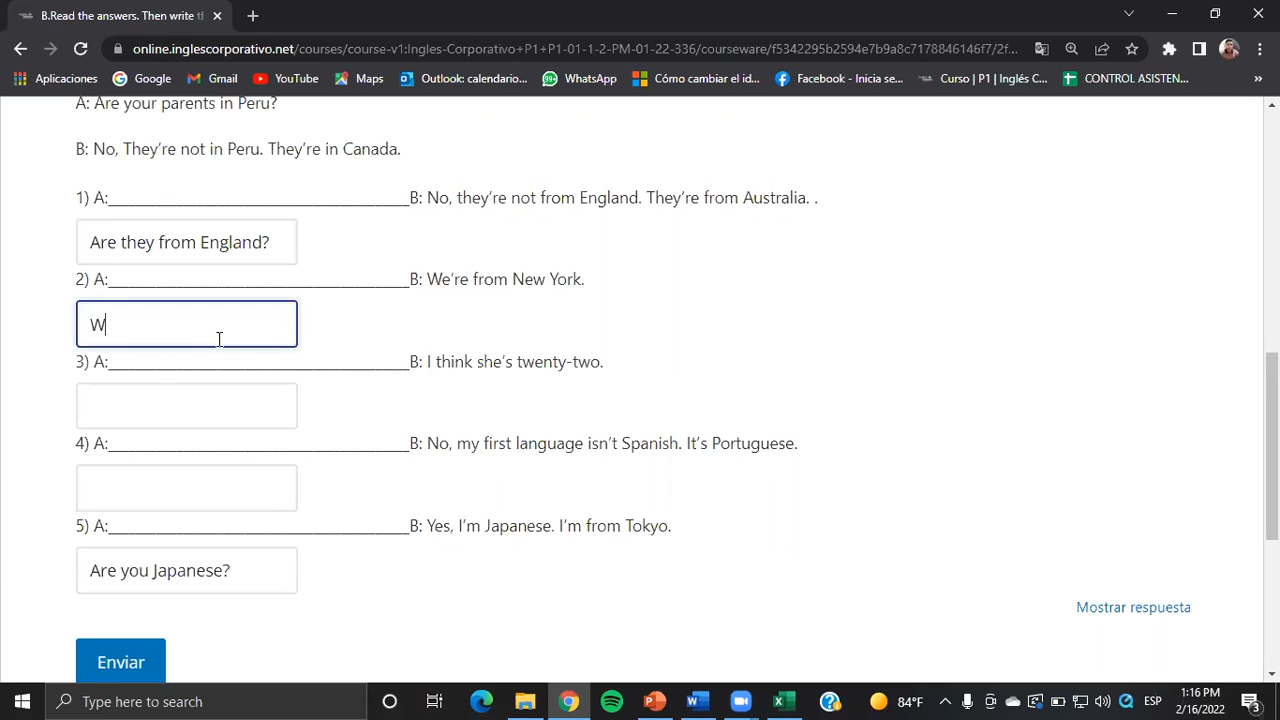 B.Read the answers. Then write tl
online.inglescorporativo.net/courses/course-v1:Ingles-Corporativo+P1+P1-01-1-2-PM-01-22-336/courseware/f5342295b2594e7b9a8c7178846146f7/2f...
Aplicaciones Google Gmail YouTube Maps Outlook: calendario... WhatsApp Cómo cambiar el id... Facebook - Inicia se... Curso | P1 | Inglés C... CONTROL ASISTEN... »
A: Are your parents in Peru?
B: No, They're not in Peru. They're in Canada.
1) A:________________________________________B: No, they're not from England. They're from Australia. .
Are they from England?
2) A:________________________________________B: We're from New York.
W
3) A:________________________________________B: I think she's twenty-two.
4) A:________________________________________B: No, my first language isn't Spanish. It's Portuguese.
5) A:________________________________________B: Yes, I'm Japanese. I'm from Tokyo.
Are you Japanese?
Mostrar respuesta
Enviar
Type here to search
84°F
ESP
1:16 PM
2/16/2022
3